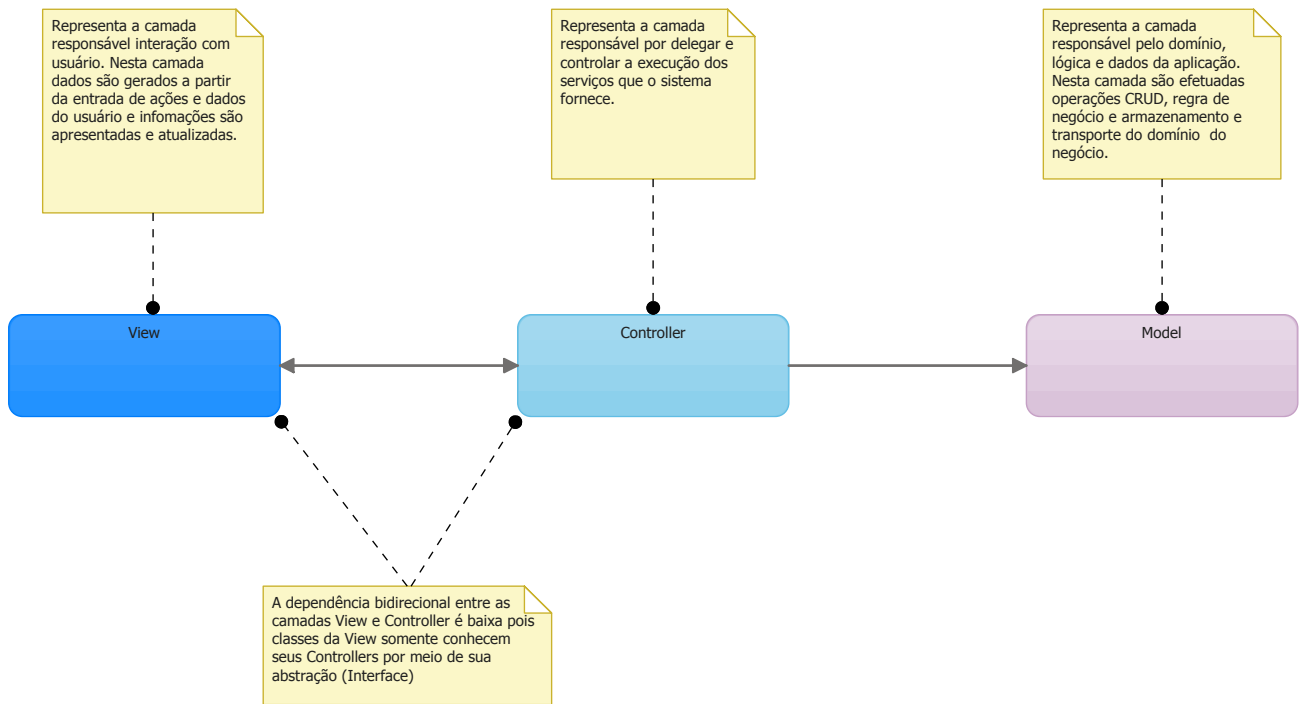 Representa a camada
responsável interação com
usuário. Nesta camada
dados são gerados a partir
da entrada de ações e dados
do usuário e infomações são
apresentadas e atualizadas.
Representa a camada
responsável por delegar e
controlar a execução dos
serviços que o sistema
fornece.
Representa a camada
responsável pelo domínio,
lógica e dados da aplicação.
Nesta camada são efetuadas
operações CRUD, regra de
negócio e armazenamento e
transporte do domínio do
negócio.
View
Controller
Model
A dependência bidirecional entre as
camadas View e Controller é baixa pois
classes da View somente conhecem
seus Controllers por meio de sua
abstração (Interface)